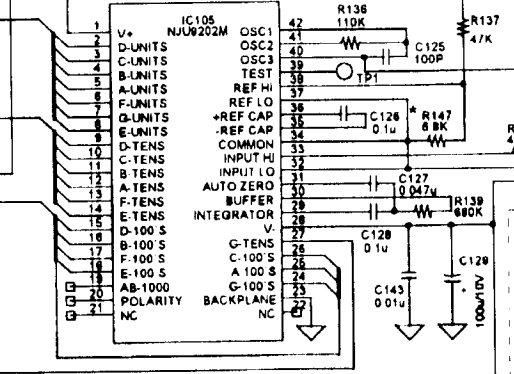 IC105
NJU9202M
1 V+
2 D-UNITS
3 C-UNITS
4 B-UNITS
5 A-UNITS
6 F-UNITS
7 G-UNITS
8 E-UNITS
9 D-TENS
10 C-TENS
11 B-TENS
12 A-TENS
13 F-TENS
14 E-TENS
15 D-100'S
16 B-100'S
17 F-100'S
18 E-100'S
19 AB-1000
20 POLARITY
21 NC
OSC1 42
OSC2 41
OSC3 40
TEST 39
REF HI 38
REF LO 37
+REF CAP 36
-REF CAP 35
COMMON 34
INPUT HI 33
INPUT LO 32
AUTO ZERO 31
BUFFER 30
INTEGRATOR 29
V- 28
G-TENS 27
C-100'S 26
A 100'S 25
G-100'S 24
BACKPLANE 23
NC 22
R136
110K
C125
100P
TP1
R137
47K
C126
0.1u
*
R147
6.8K
C127
0.047u
R139
680K
C128
0.1u
C143
0.01u
C129
+
100u/10V
R
4